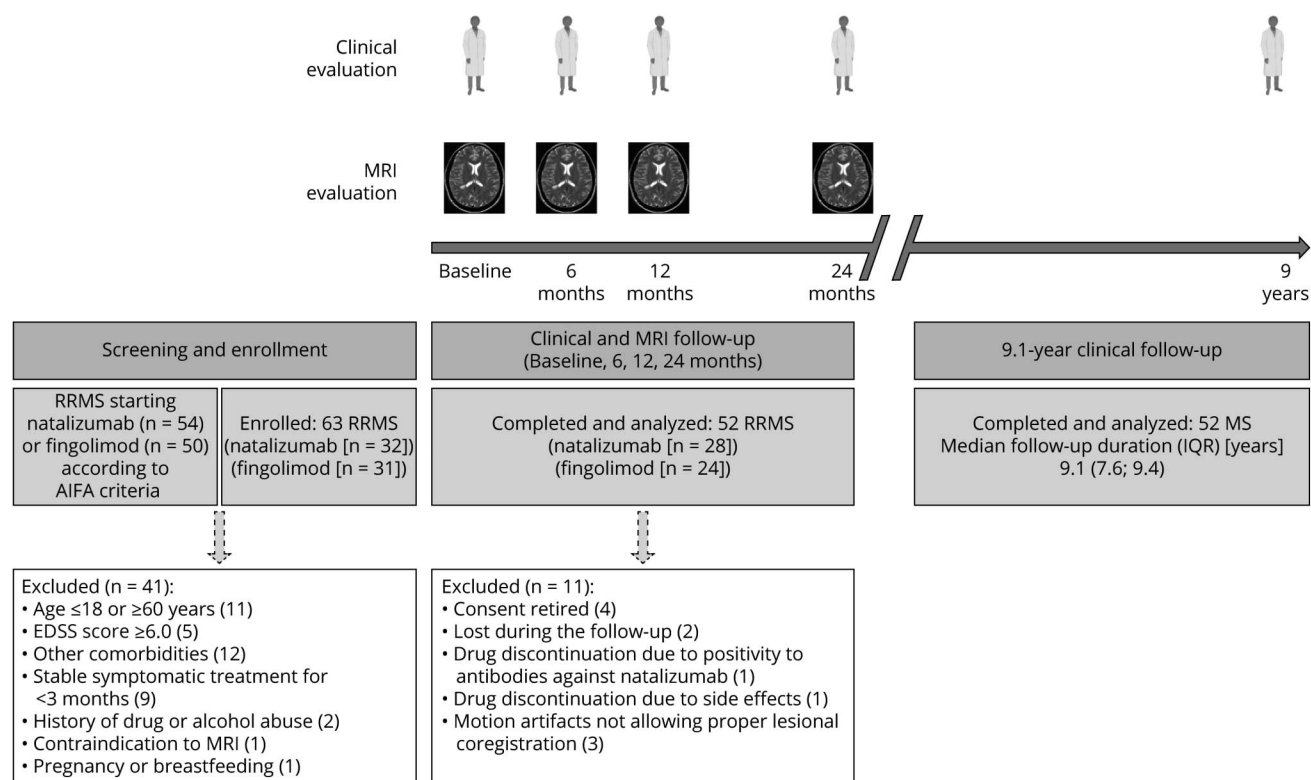 Clinical
evaluation
MRI
evaluation
Baseline
6
months
12
months
24
months
9
years
Screening and enrollment
Clinical and MRI follow-up
(Baseline, 6, 12, 24 months)
9.1-year clinical follow-up
RRMS starting
natalizumab (n = 54)
or fingolimod (n = 50)
according to
AIFA criteria
Enrolled: 63 RRMS
(natalizumab [n = 32])
(fingolimod [n = 31])
Completed and analyzed: 52 RRMS
(natalizumab [n = 28])
(fingolimod [n = 24])
Completed and analyzed: 52 MS
Median follow-up duration (IQR) [years]
9.1 (7.6; 9.4)
Excluded (n = 41):
• Age ≤18 or ≥60 years (11)
• EDSS score ≥6.0 (5)
• Other comorbidities (12)
• Stable symptomatic treatment for
<3 months (9)
• History of drug or alcohol abuse (2)
• Contraindication to MRI (1)
• Pregnancy or breastfeeding (1)
Excluded (n = 11):
• Consent retired (4)
• Lost during the follow-up (2)
• Drug discontinuation due to positivity to
antibodies against natalizumab (1)
• Drug discontinuation due to side effects (1)
• Motion artifacts not allowing proper lesional
coregistration (3)